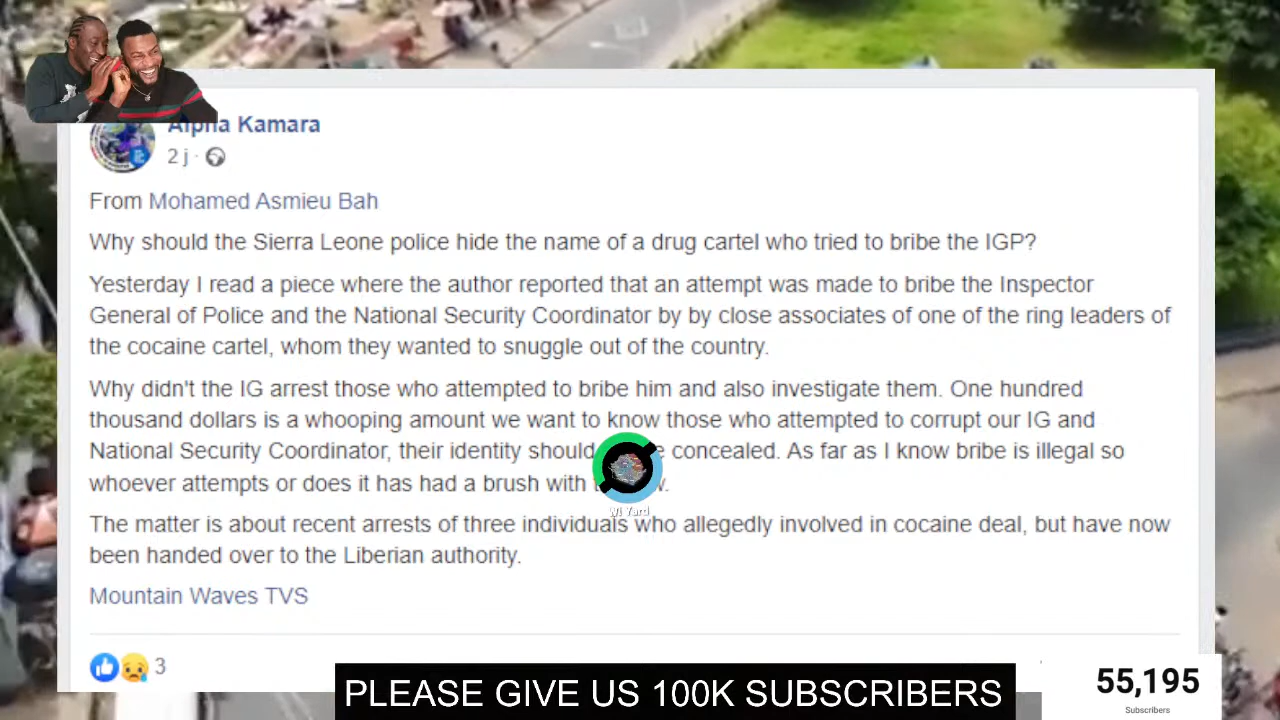 Alpha Kamara
2 j ·
From Mohamed Asmieu Bah
Why should the Sierra Leone police hide the name of a drug cartel who tried to bribe the IGP?
Yesterday I read a piece where the author reported that an attempt was made to bribe the Inspector
General of Police and the National Security Coordinator by by close associates of one of the ring leaders of
the cocaine cartel, whom they wanted to snuggle out of the country.
Why didn't the IG arrest those who attempted to bribe him and also investigate them. One hundred
thousand dollars is a whooping amount we want to know those who attempted to corrupt our IG and
National Security Coordinator, their identity should concealed. As far as I know bribe is illegal so
whoever attempts or does it has had a brush with
Wi Yard
The matter is about recent arrests of three individuals who allegedly involved in cocaine deal, but have now
been handed over to the Liberian authority.
Mountain Waves TVS
3
PLEASE GIVE US 100K SUBSCRIBERS
55,195
Subscribers